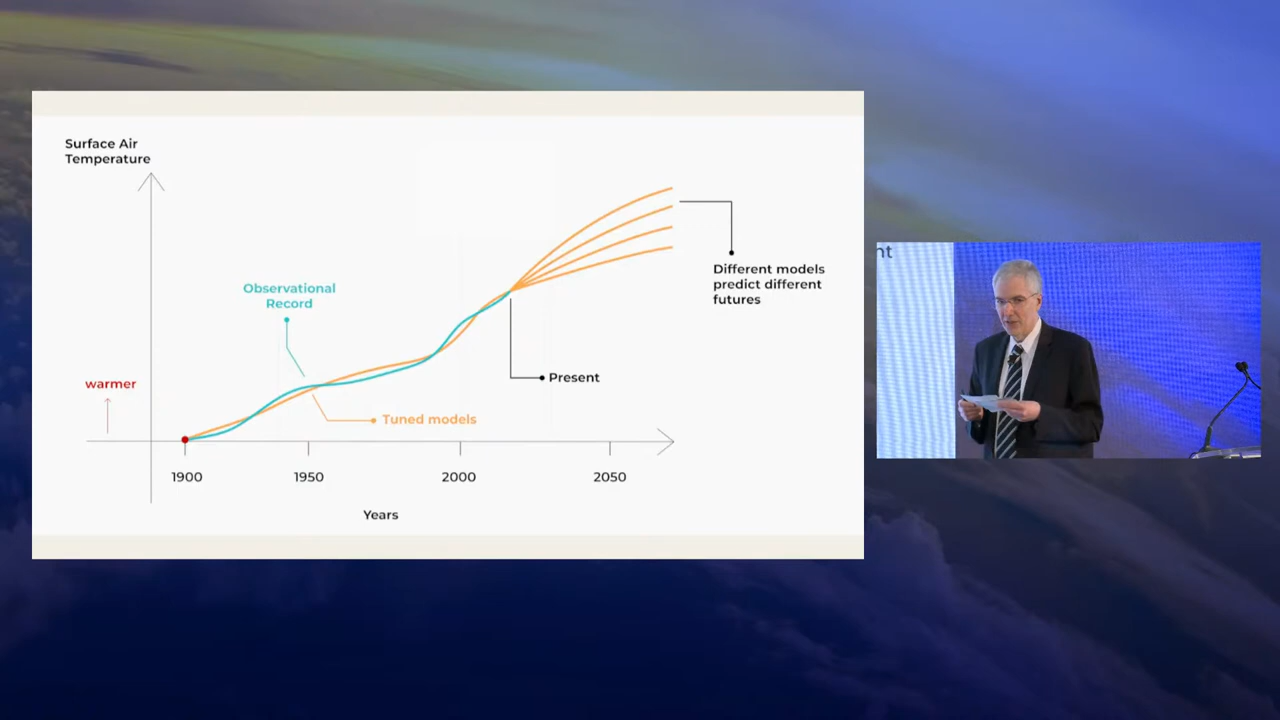 Surface Air
Temperature
Observational
Record
warmer
Tuned models
Present
Different models
predict different
futures
1900
1950
2000
2050
Years
nt